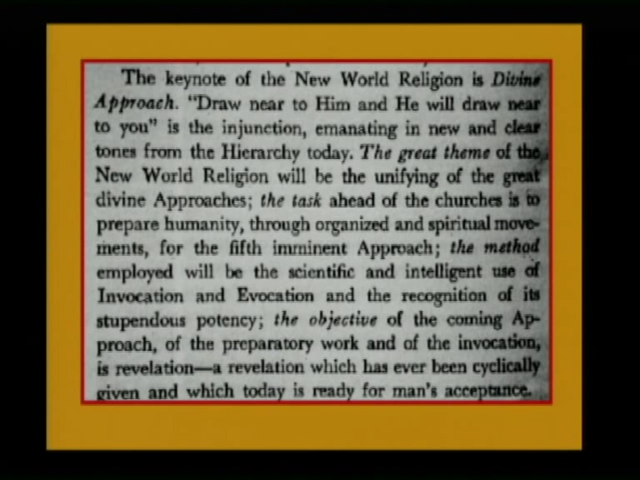 The keynote of the New World Religion is Divine
Approach. "Draw near to Him and He will draw near
to you" is the injunction, emanating in new and clear
tones from the Hierarchy today. The great theme of the
New World Religion will be the unifying of the great
divine Approaches; the task ahead of the churches is to
prepare humanity, through organized and spiritual move-
ments, for the fifth imminent Approach; the method
employed will be the scientific and intelligent use of
Invocation and Evocation and the recognition of its
stupendous potency; the objective of the coming Ap-
proach, of the preparatory work and of the invocation,
is revelation—a revelation which has ever been cyclically
given and which today is ready for man's acceptance.